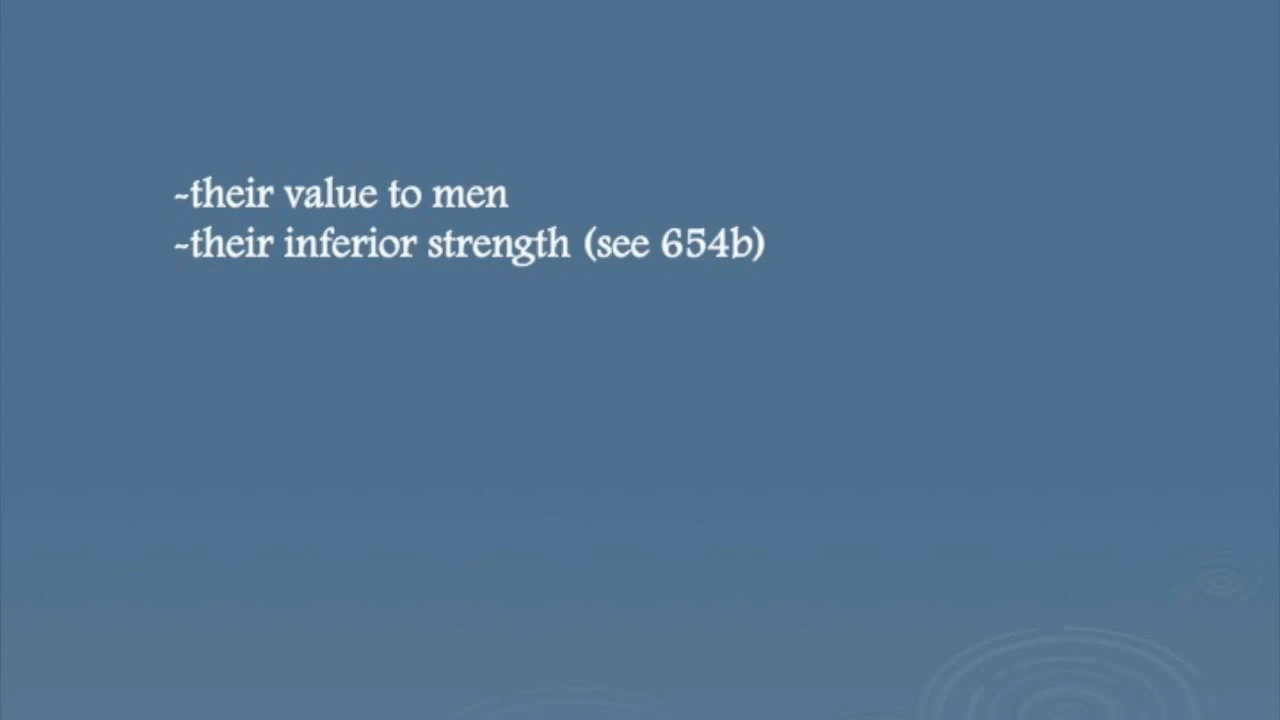 -their value to men
-their inferior strength (see 654b)